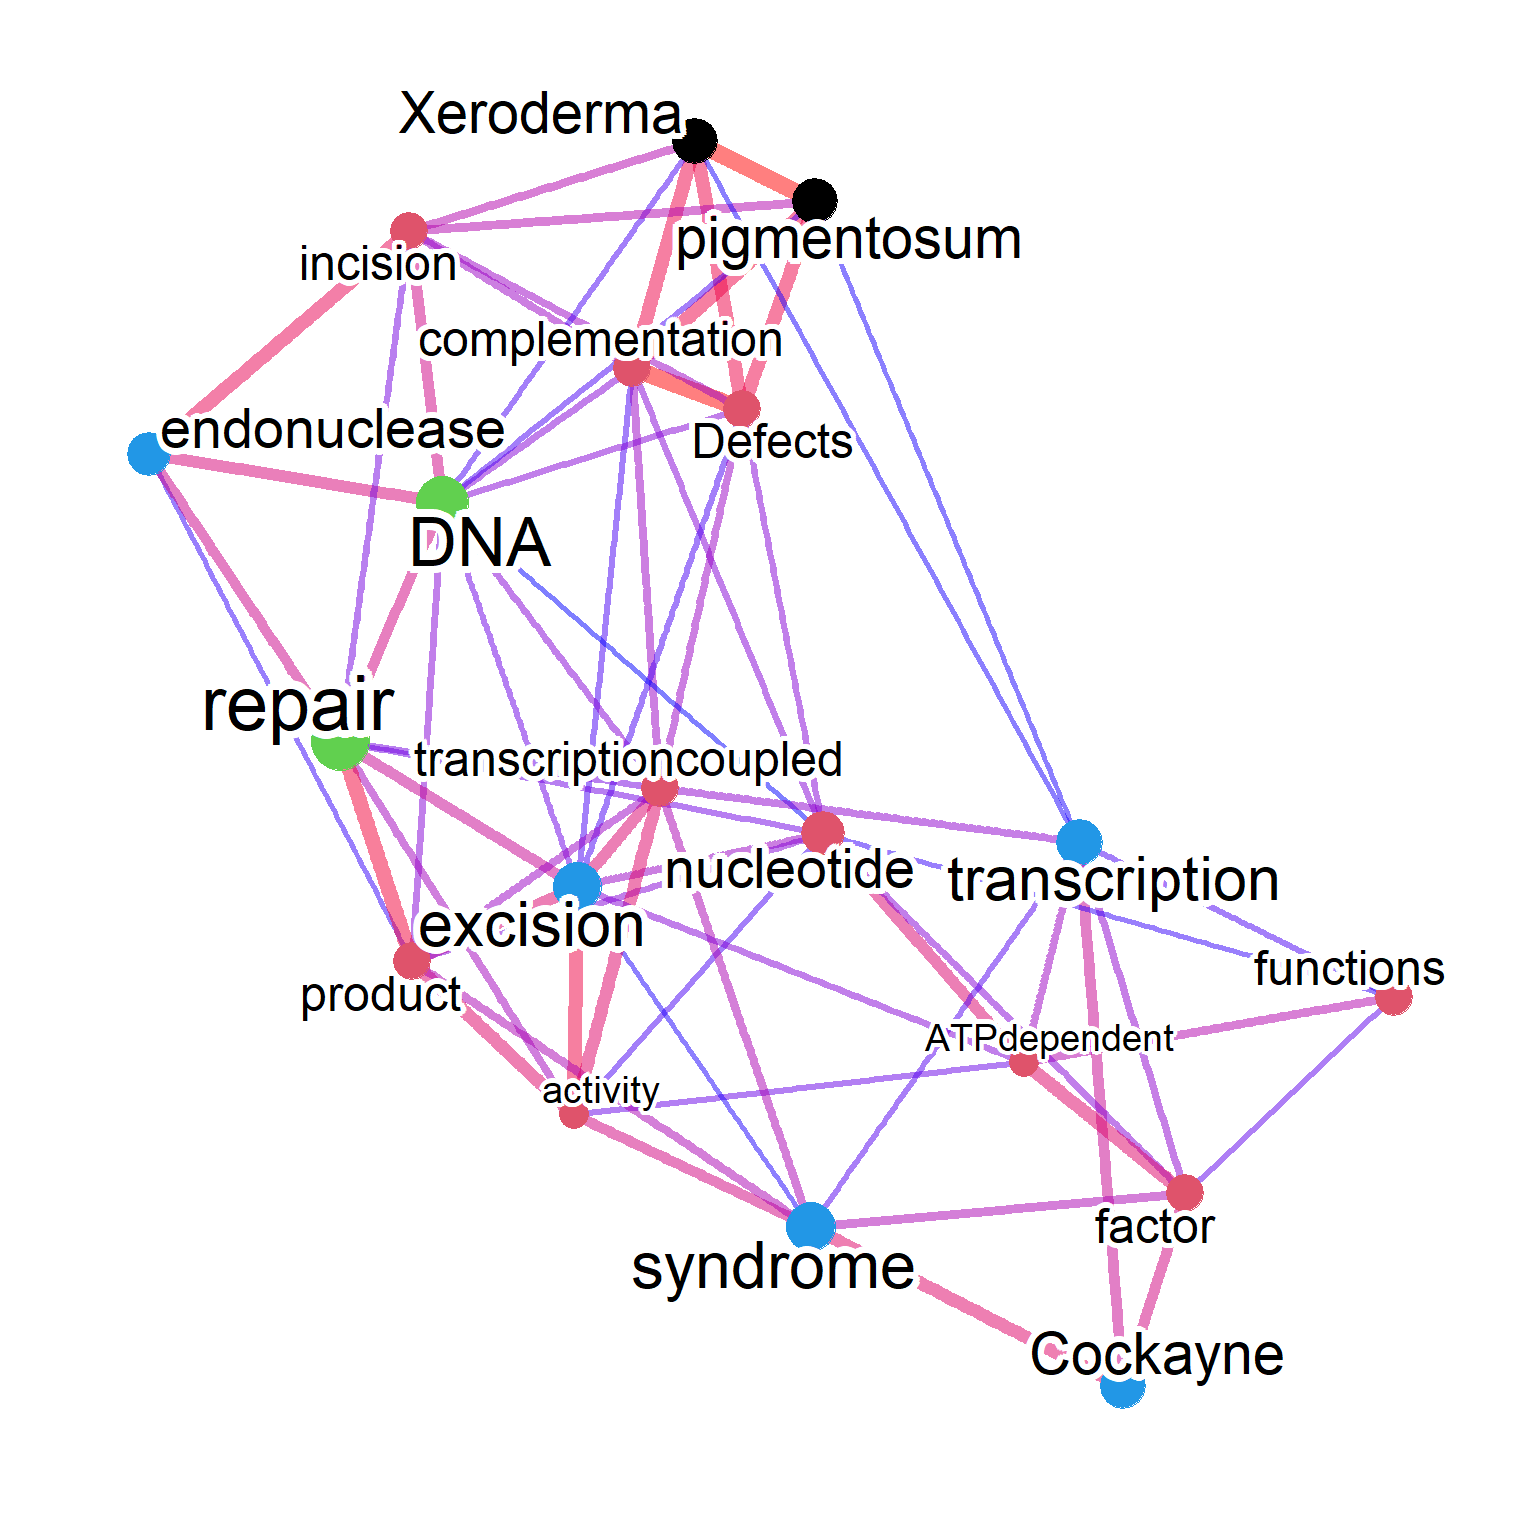 Xeroderma
pigmentosum
incision
complementation
endonuclease
Defects
DNA
repair
transcriptioncoupled
nucleotide
transcription
excision
functions
product
ATPdependent
activity
factor
syndrome
Cockayne